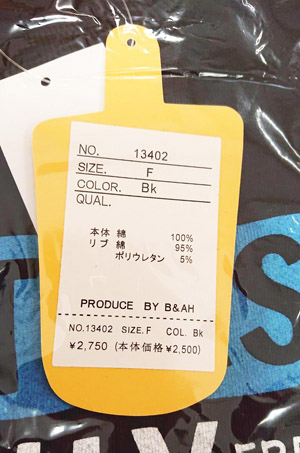 NO. 13402
SIZE. F
COLOR. Bk
QUAL.
本体 綿 100%
リブ 綿 95%
ポリウレタン 5%
PRODUCE BY B&AH
NO.13402 SIZE.F COL. Bk
¥2,750 (本体価格¥2,500)